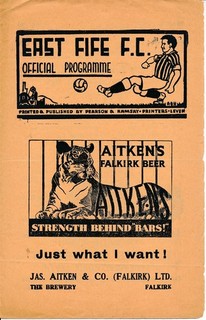 EAST FIFE F.C.
OFFICIAL PROGRAMME
PRINTED & PUBLISHED BY PEARSON & RAMSAY-PRINTERS-LEVEN
AITKEN'S
FALKIRK BEER
AITKENS
STRENGTH BEHIND "BARS!"
Just what I want!
JAS. AITKEN & CO. (FALKIRK) LTD.
THE BREWERY FALKIRK